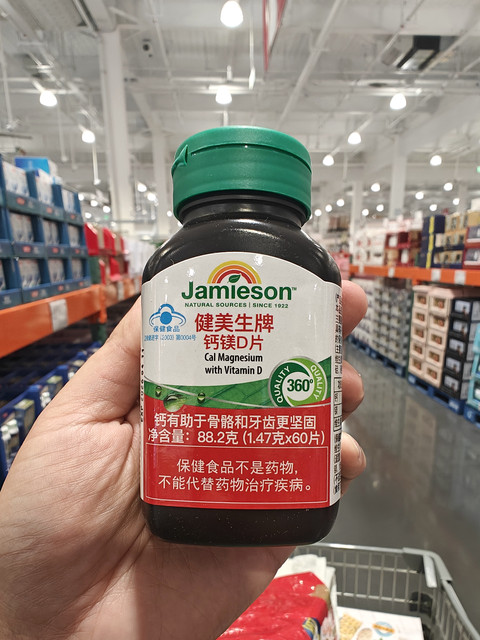 Jamieson™
NATURAL SOURCES | SINCE 1922
保健食品
健美生牌
钙镁D片
Cal Magnesium
with Vitamin D
QUALITY
360°
QUALITY
钙有助于骨骼和牙齿更坚固
净含量：88.2克 (1.47克x60片)
保健食品不是药物，
不能代替药物治疗疾病。